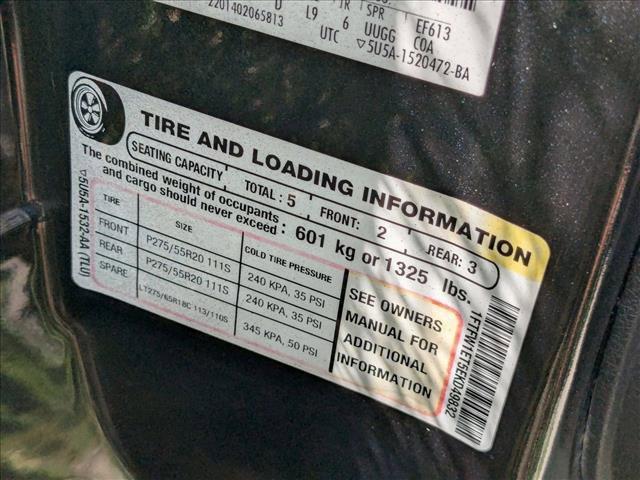 TR SPR
D L9 6 UUGG EF613
2201402065813 UTC COA
▽5U5A-1520472-BA
TIRE AND LOADING INFORMATION
SEATING CAPACITY TOTAL : 5 FRONT: 2 REAR: 3
The combined weight of occupants
and cargo should never exceed : 601 kg or 1325 lbs.
TIRE SIZE COLD TIRE PRESSURE
FRONT P275/55R20 111S 240 KPA, 35 PSI
REAR P275/55R20 111S 240 KPA, 35 PSI
SPARE LT275/65R18C 113/110S 345 KPA, 50 PSI
SEE OWNERS
MANUAL FOR
ADDITIONAL
INFORMATION
▽5U5A-1532-AA (TLU)
1FTFW1ET5EKD49832